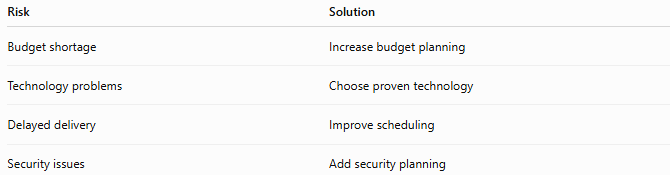 Risk Solution
Budget shortage Increase budget planning
Technology problems Choose proven technology
Delayed delivery Improve scheduling
Security issues Add security planning